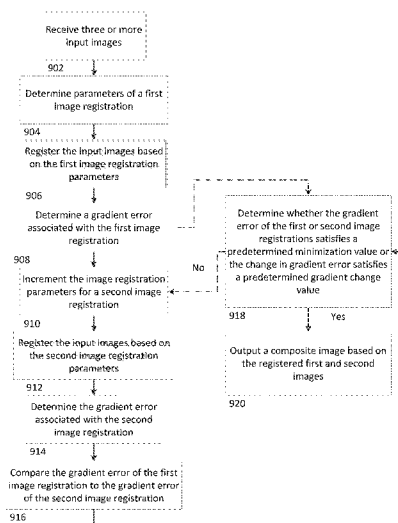 Receive three or more
input images
902
Determine parameters of a first
image registration
904
Register the input images based
on the first image registration
parameters
906
Determine a gradient error
associated with the first image
registration
908
Increment the image registration
parameters for a second image
registration
910
Register the input images based on
the second image registration
parameters
912
Determine the gradient error
associated with the second
image registration
914
Compare the gradient error of the first
image registration to the gradient error
of the second image registration
916
Determine whether the gradient
error of the first or second image
registrations satisfies a
predetermined minimization value or
the change in gradient error satisfies
a predetermined gradient change
value
No
918
Yes
Output a composite image based on
the registered first and second
images
920